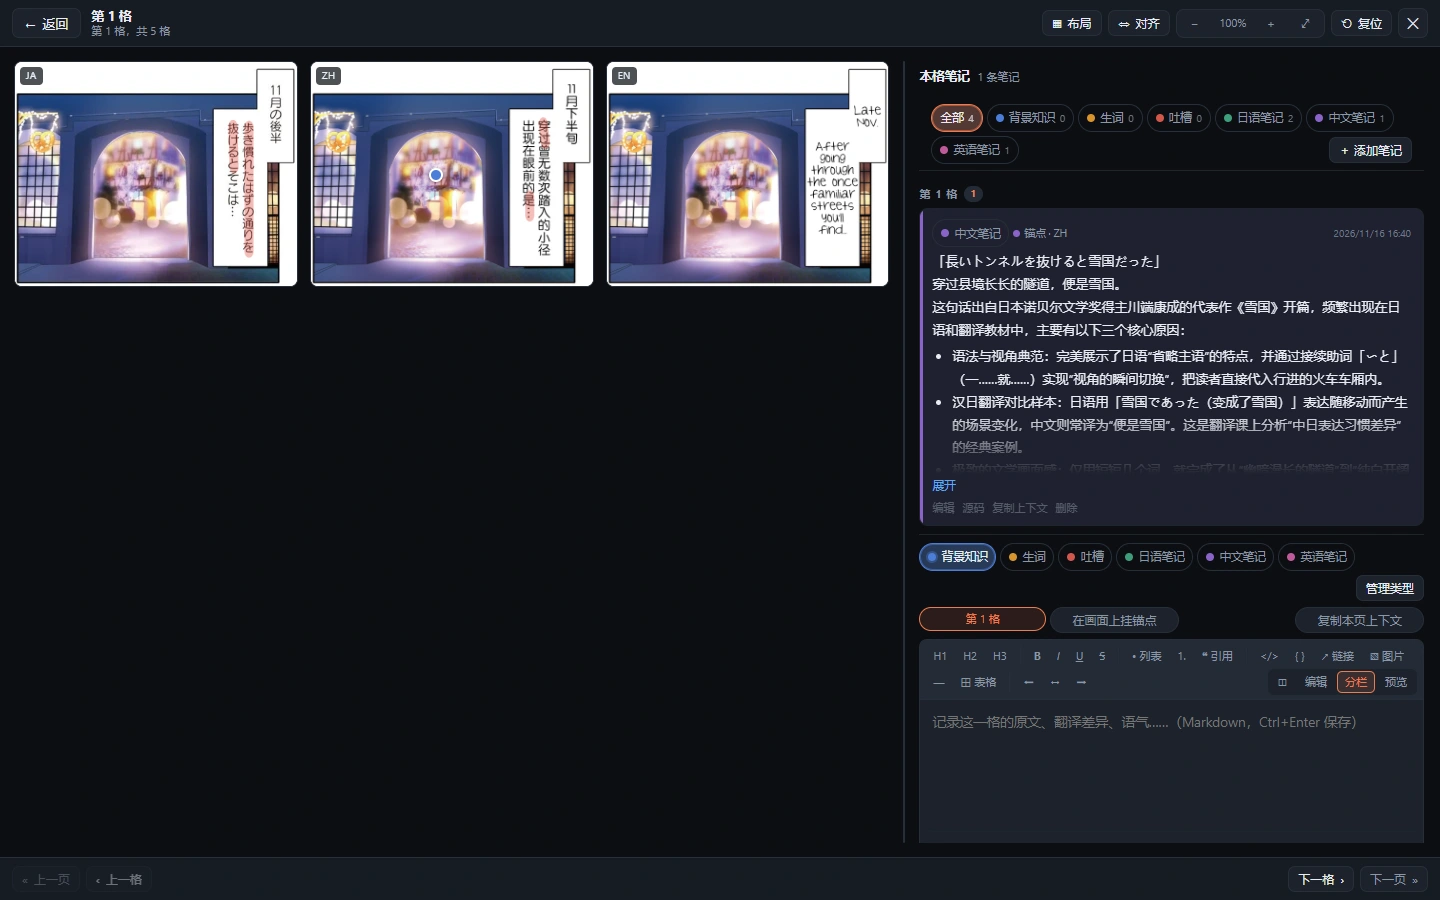 ← 返回
第 1 格
第 1 格，共 5 格
▦ 布局
⇔ 对齐
− 100% + ⤢
⟲ 复位
✕
JA
11月の後半
歩き慣れたはずの通りを
抜けるとそこは…
ZH
11月下半旬
穿过曾无数次踏入的小径
出现在眼前的是…
EN
Late
Nov.
After
going
through
the once
familiar
streets
you'll
find...
本格笔记 1 条笔记
全部 4
背景知识 0
生词 0
吐槽 0
日语笔记 2
中文笔记 1
英语笔记 1
+ 添加笔记
第 1 格 1
中文笔记 锚点 · ZH 2026/11/16 16:40
「長いトンネルを抜けると雪国だった」
穿过县境长长的隧道，便是雪国。
这句话出自日本诺贝尔文学奖得主川端康成的代表作《雪国》开篇，频繁出现在日
语和翻译教材中，主要有以下三个核心原因：
• 语法与视角典范：完美展示了日语“省略主语”的特点，并通过接续助词「〜と」
（一……就……）实现“视角的瞬间切换”，把读者直接代入行进的火车车厢内。
• 汉日翻译对比样本：日语用「雪国であった（变成了雪国）」表达随移动而产生
的场景变化，中文则常译为“便是雪国”。这是翻译课上分析“中日表达习惯差异”
的经典案例。
展开
编辑 源码 复制上下文 删除
背景知识
生词
吐槽
日语笔记
中文笔记
英语笔记
管理类型
第 1 格
在画面上挂锚点
复制本页上下文
H1 H2 H3 B I U S • 列表 1. ❝ 引用 </> { } ↗ 链接 ▧ 图片
— 田 表格 ← ↔ → ◫ 编辑 分栏 预览
记录这一格的原文、翻译差异、语气……（Markdown，Ctrl+Enter 保存）
« 上一页
‹ 上一格
下一格 ›
下一页 »